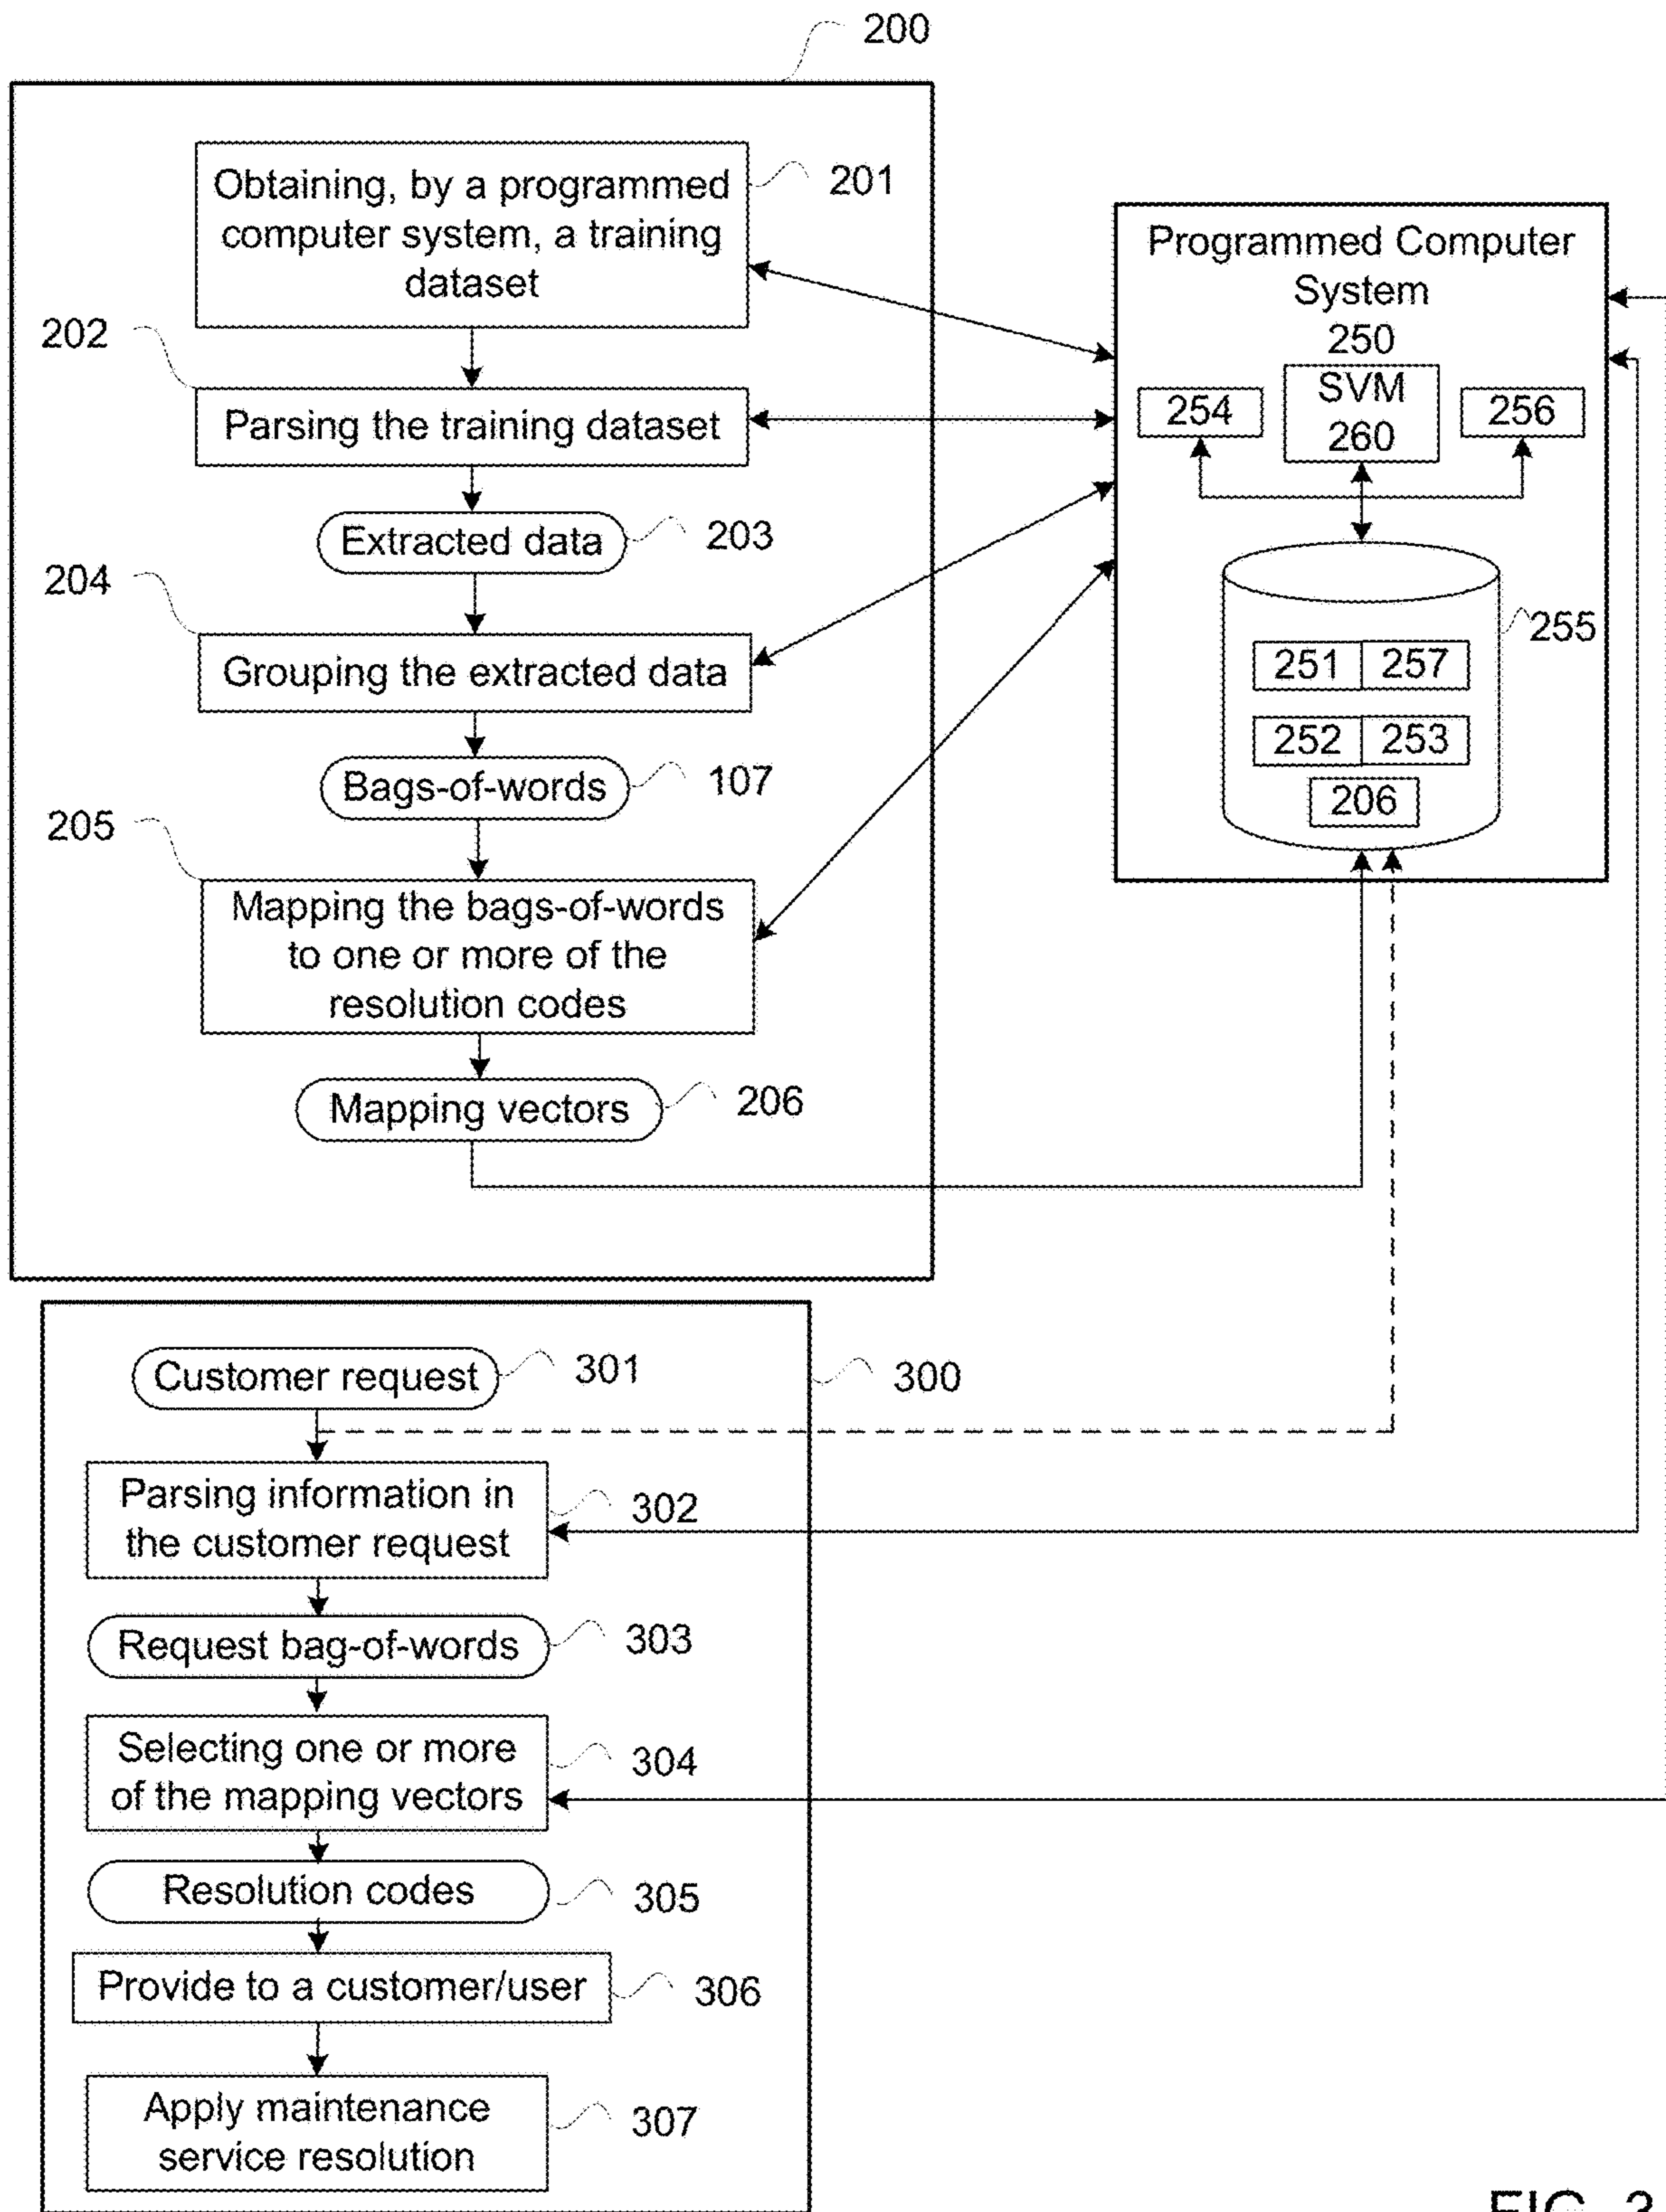 200
Obtaining, by a programmed
computer system, a training
dataset
201
202
Parsing the training dataset
Extracted data
203
204
Grouping the extracted data
Bags-of-words
107
205
Mapping the bags-of-words
to one or more of the
resolution codes
Mapping vectors
206
Programmed Computer
System
250
SVM
260
254
256
255
251
257
252
253
206
Customer request
301
300
Parsing information in
the customer request
302
Request bag-of-words
303
Selecting one or more
of the mapping vectors
304
Resolution codes
305
Provide to a customer/user
306
Apply maintenance
service resolution
307
FIG. 3